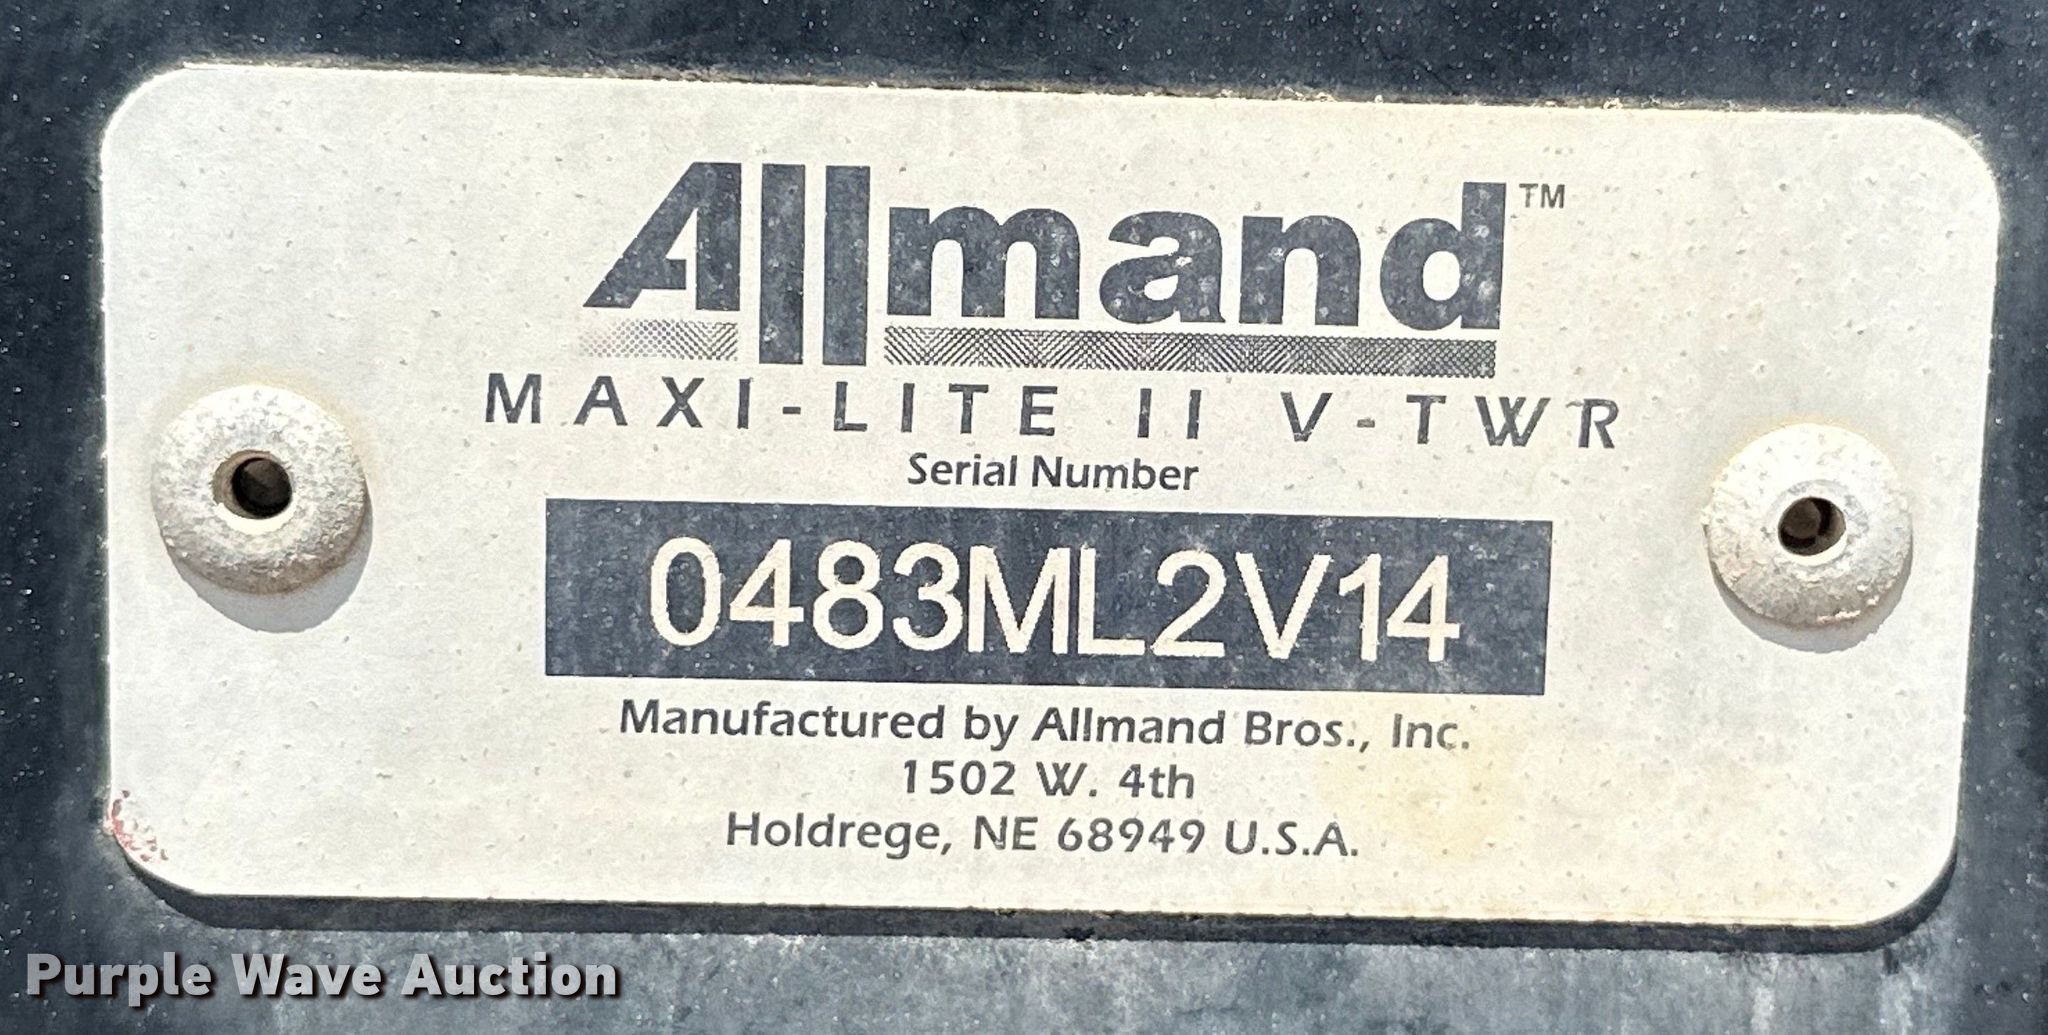 Allmand™
MAXI-LITE II V-TWR
Serial Number
0483ML2V14
Manufactured by Allmand Bros., Inc.
1502 W. 4th
Holdrege, NE 68949 U.S.A.
Purple Wave Auction